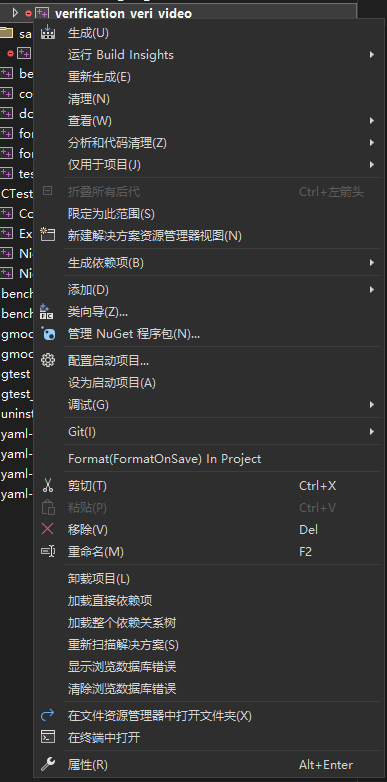 verification_veri_video
生成(U)
sa
运行 Build Insights
重新生成(E)
be
清理(N)
co
查看(W)
do
分析和代码清理(Z)
for
仅用于项目(J)
for
tes
折叠所有后代 Ctrl+左箭头
CTest
限定为此范围(S)
Co
新建解决方案资源管理器视图(N)
Ex
Nig
生成依赖项(B)
Nig
添加(D)
bench
类向导(Z)...
bench
管理 NuGet 程序包(N)...
gmoc
配置启动项目...
gmoc
设为启动项目(A)
gtest
调试(G)
gtest_
uninst
Git(I)
yaml-
Format(FormatOnSave) In Project
yaml-
剪切(T) Ctrl+X
yaml-
粘贴(P) Ctrl+V
yaml-
移除(V) Del
重命名(M) F2
卸载项目(L)
加载直接依赖项
加载整个依赖关系树
重新扫描解决方案(S)
显示浏览数据库错误
清除浏览数据库错误
在文件资源管理器中打开文件夹(X)
在终端中打开
属性(R) Alt+Enter